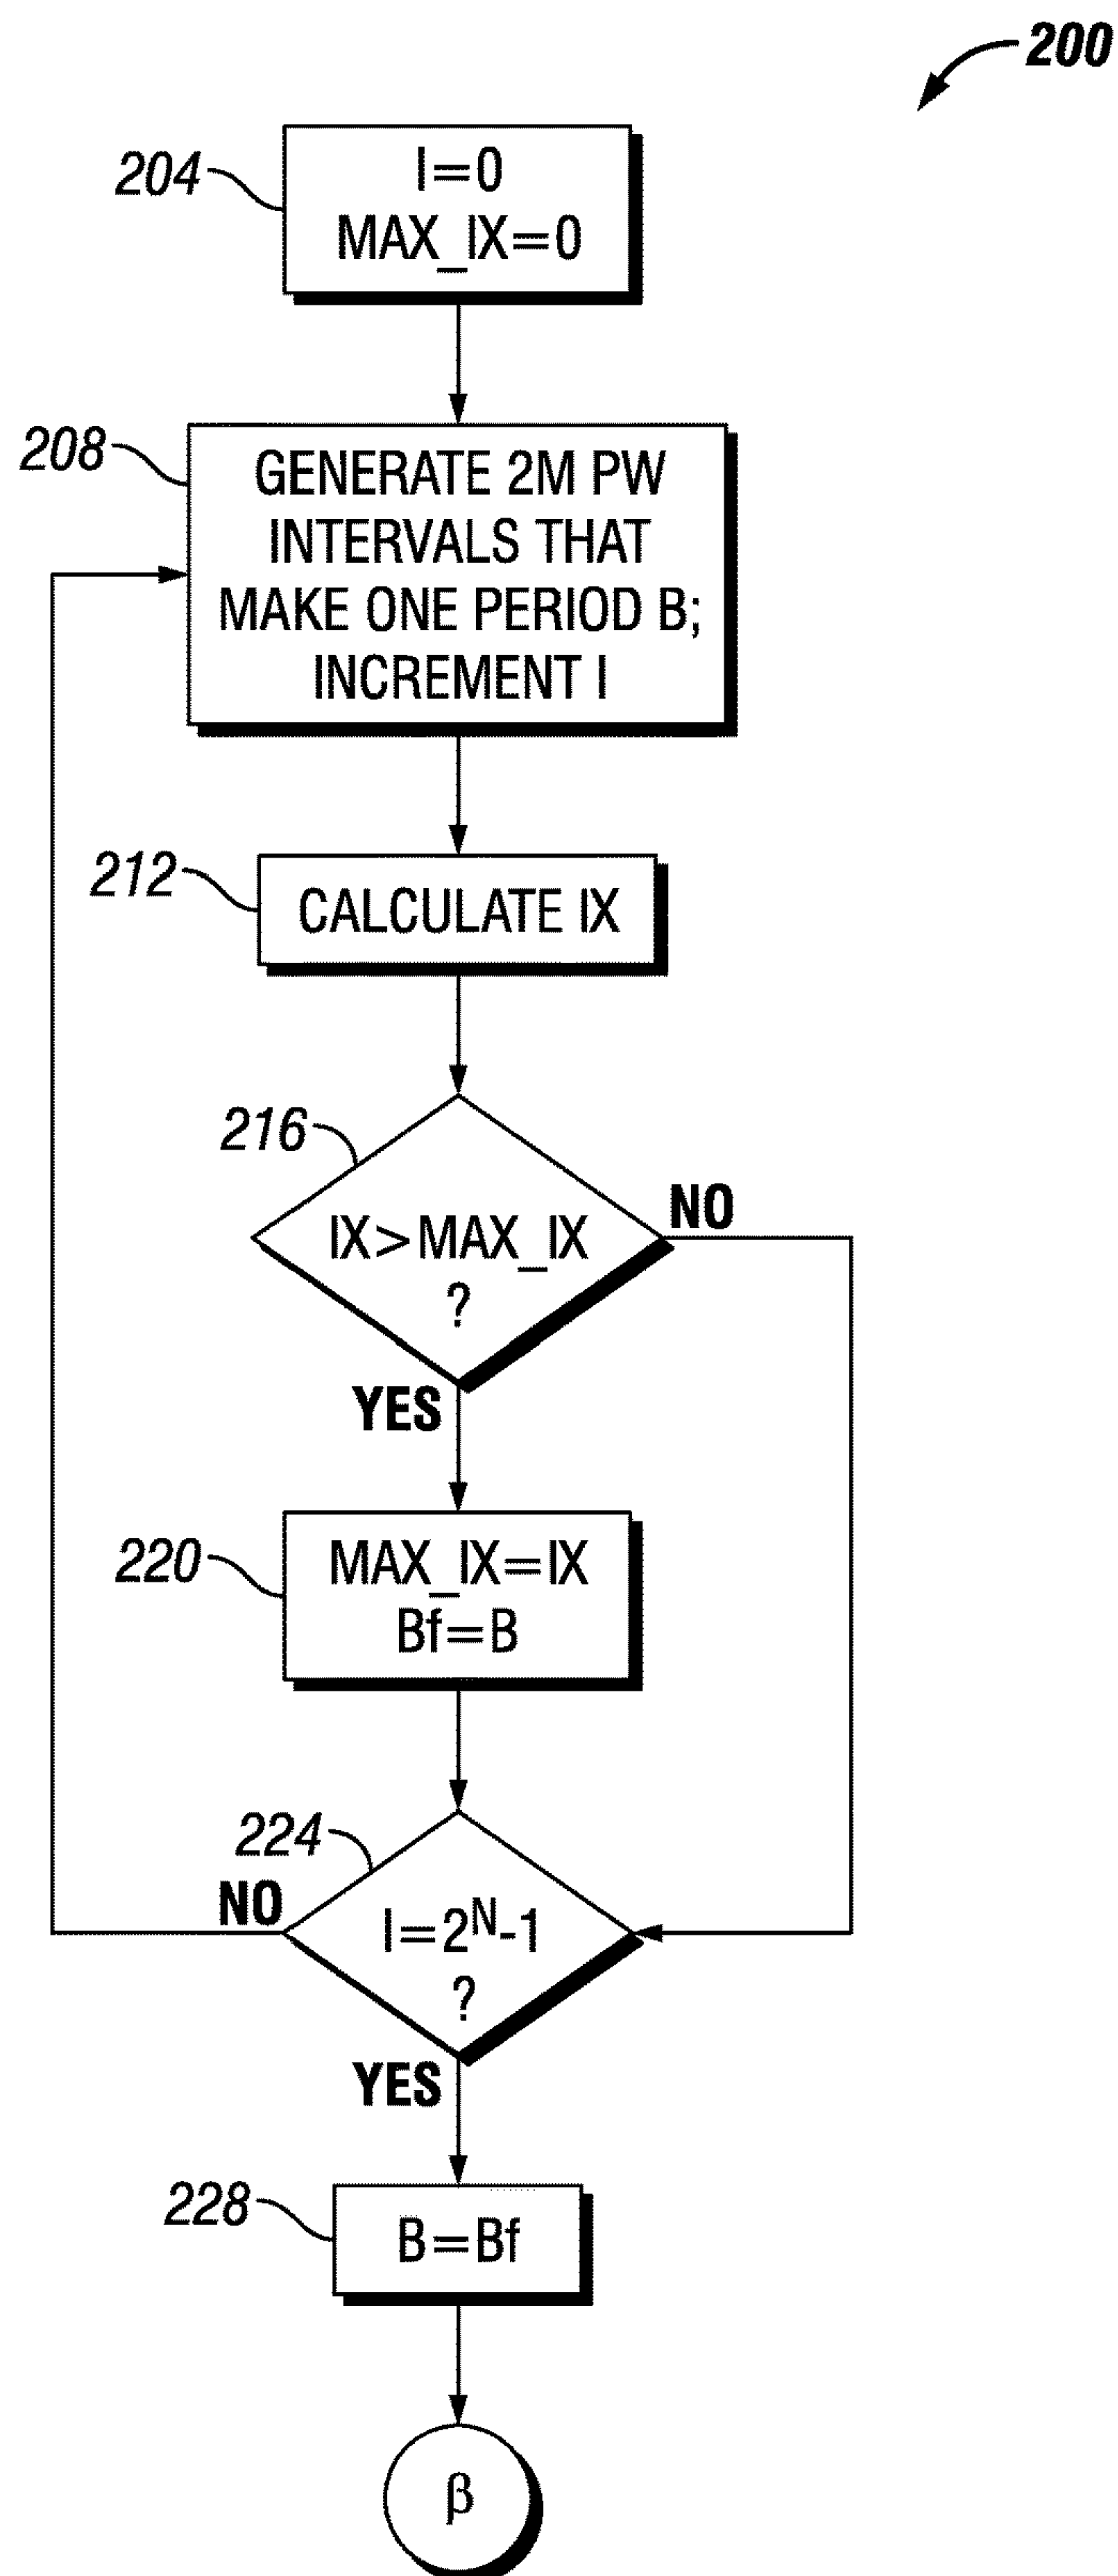 200
204
I=0
MAX_IX=0
208
GENERATE 2M PW
INTERVALS THAT
MAKE ONE PERIOD B;
INCREMENT I
212
CALCULATE IX
216
IX>MAX_IX
?
NO
YES
220
MAX_IX=IX
Bf=B
224
NO
I=2^N-1
?
YES
228
B=Bf
β